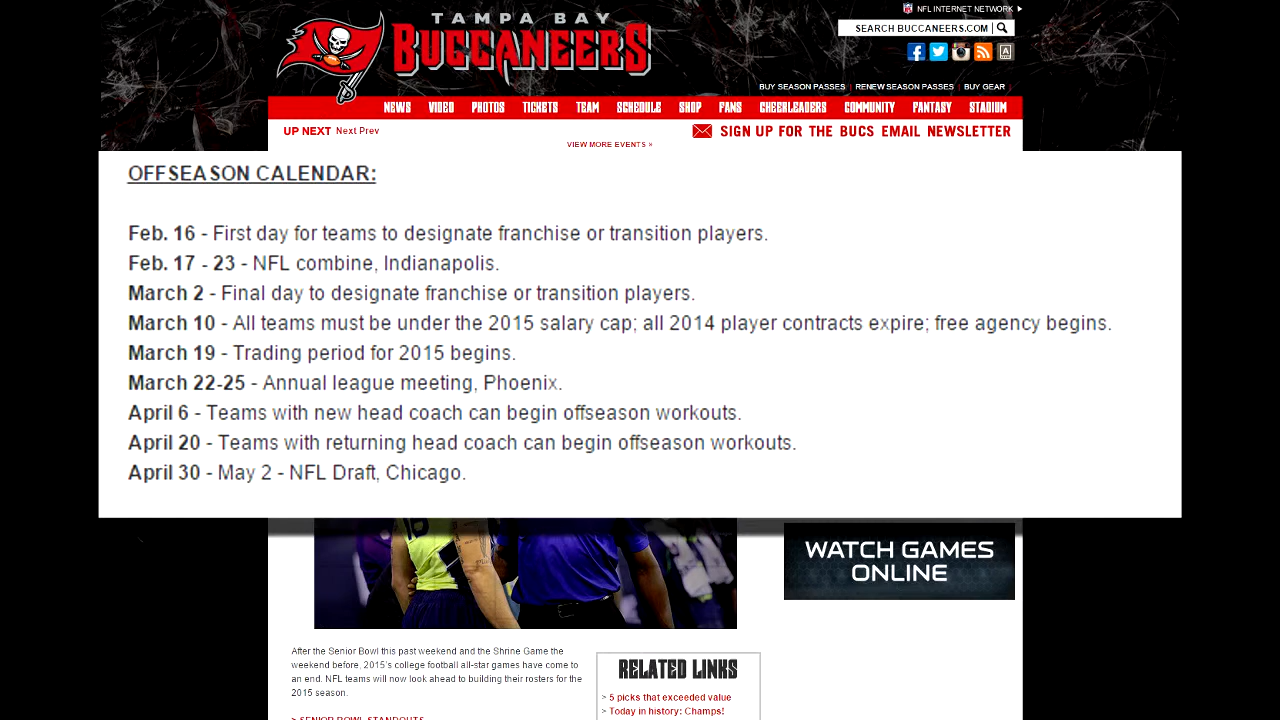 TAMPA BAY
BUCCANEERS
NFL INTERNET NETWORK
SEARCH BUCCANEERS.COM
BUY SEASON PASSES | RENEW SEASON PASSES | BUY GEAR |
NEWS VIDEO PHOTOS TICKETS TEAM SCHEDULE SHOP FANS CHEERLEADERS COMMUNITY FANTASY STADIUM
UP NEXT Next Prev
SIGN UP FOR THE BUCS EMAIL NEWSLETTER
VIEW MORE EVENTS »
OFFSEASON CALENDAR:
Feb. 16 - First day for teams to designate franchise or transition players.
Feb. 17 - 23 - NFL combine, Indianapolis.
March 2 - Final day to designate franchise or transition players.
March 10 - All teams must be under the 2015 salary cap; all 2014 player contracts expire; free agency begins.
March 19 - Trading period for 2015 begins.
March 22-25 - Annual league meeting, Phoenix.
April 6 - Teams with new head coach can begin offseason workouts.
April 20 - Teams with returning head coach can begin offseason workouts.
April 30 - May 2 - NFL Draft, Chicago.
WATCH GAMES
ONLINE
After the Senior Bowl this past weekend and the Shrine Game the
weekend before, 2015's college football all-star games have come to
an end. NFL teams will now look ahead to building their rosters for the
2015 season.
> SENIOR BOWL STANDOUTS
RELATED LINKS
> 5 picks that exceeded value
> Today in history: Champs!